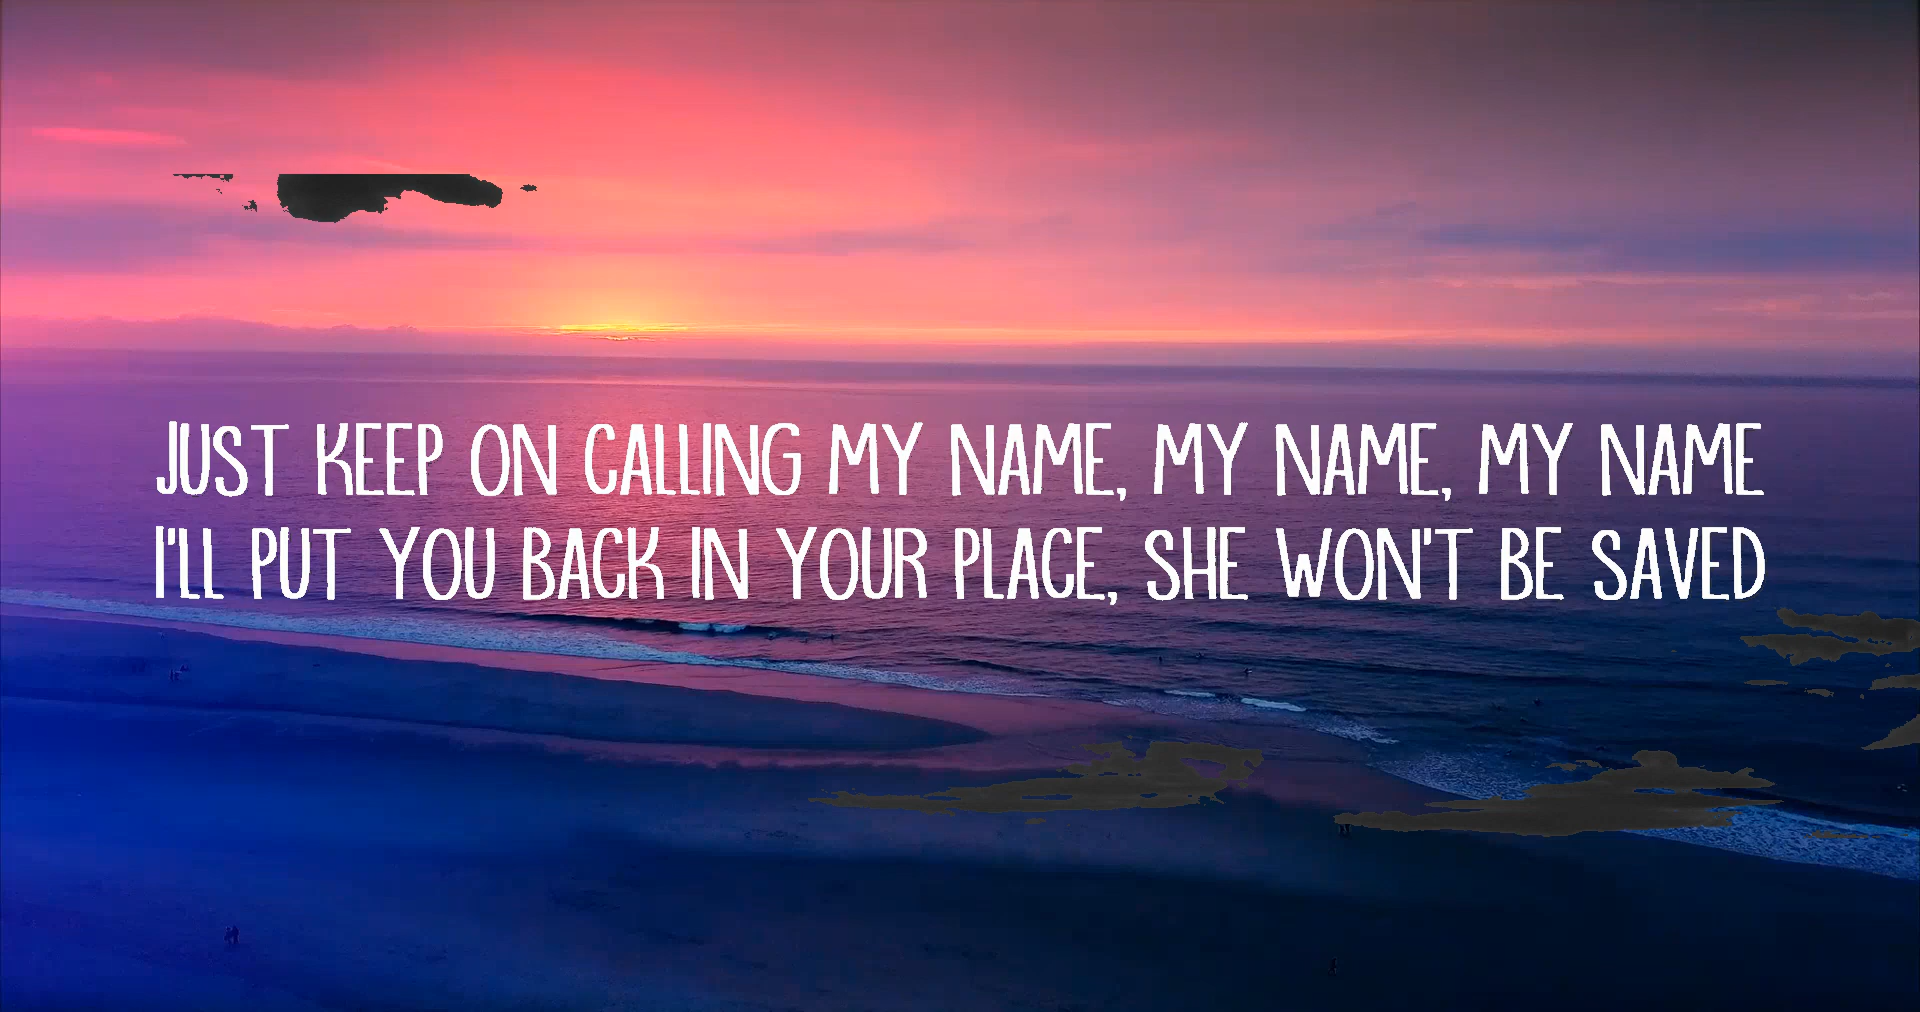 JUST KEEP ON CALLING MY NAME, MY NAME, MY NAME
I'LL PUT YOU BACK IN YOUR PLACE, SHE WON'T BE SAVED